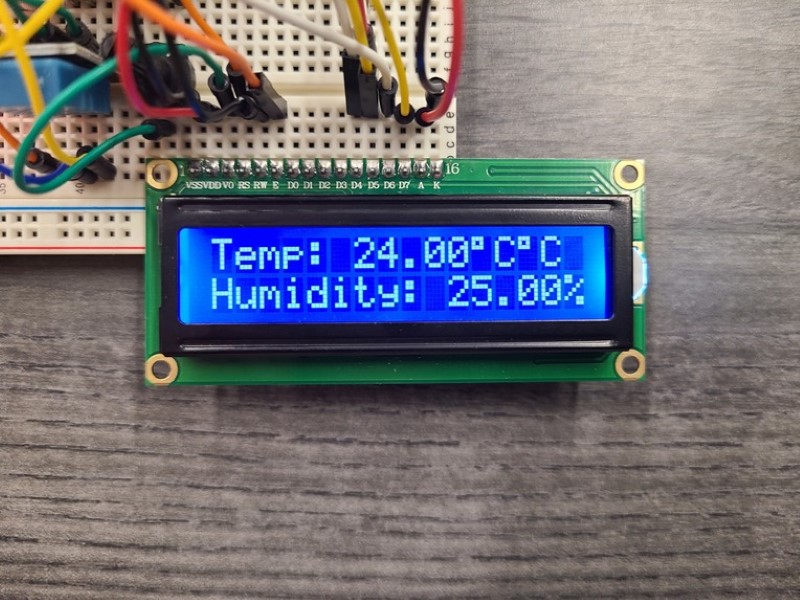 16
VSS VDD V0 RS RW E D0 D1 D2 D3 D4 D5 D6 D7 A K
Temp: 24.00°C°C
Humidity: 25.00%